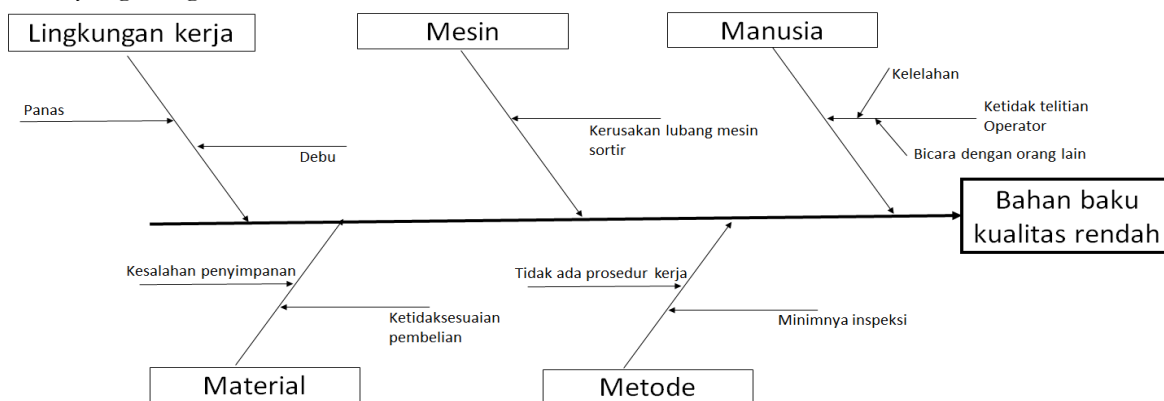 Lingkungan kerja
Mesin
Manusia
Kelelahan
Panas
Ketidak telitian
Operator
Kerusakan lubang mesin
sortir
Debu
Bicara dengan orang lain
Bahan baku
kualitas rendah
Kesalahan penyimpanan
Tidak ada prosedur kerja
Ketidaksesuaian
pembelian
Minimnya inspeksi
Material
Metode